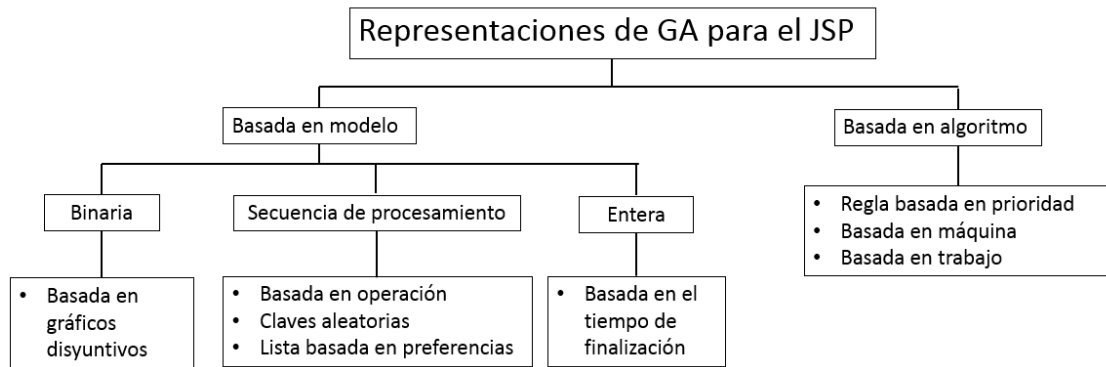 Representaciones de GA para el JSP
Basada en modelo
Basada en algoritmo
Binaria
Secuencia de procesamiento
Entera
• Regla basada en prioridad
• Basada en máquina
• Basada en trabajo
• Basada en
gráficos
disyuntivos
• Basada en operación
• Claves aleatorias
• Lista basada en preferencias
• Basada en el
tiempo de
finalización